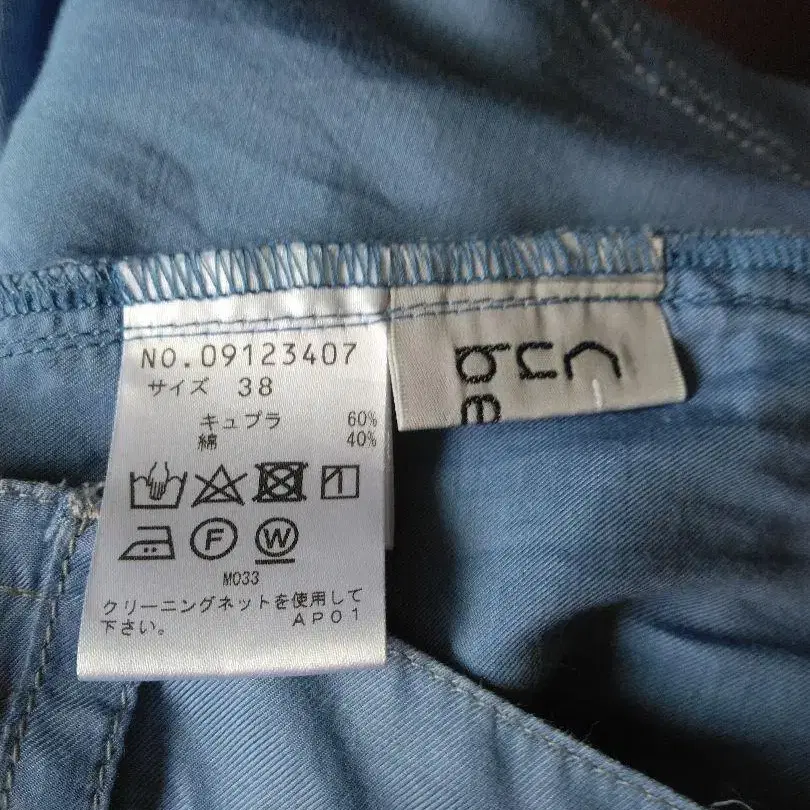 NO.09123407
サイズ 38
キュプラ 60%
綿 40%
F W
M033
クリーニングネットを使用して
下さい。 AP01